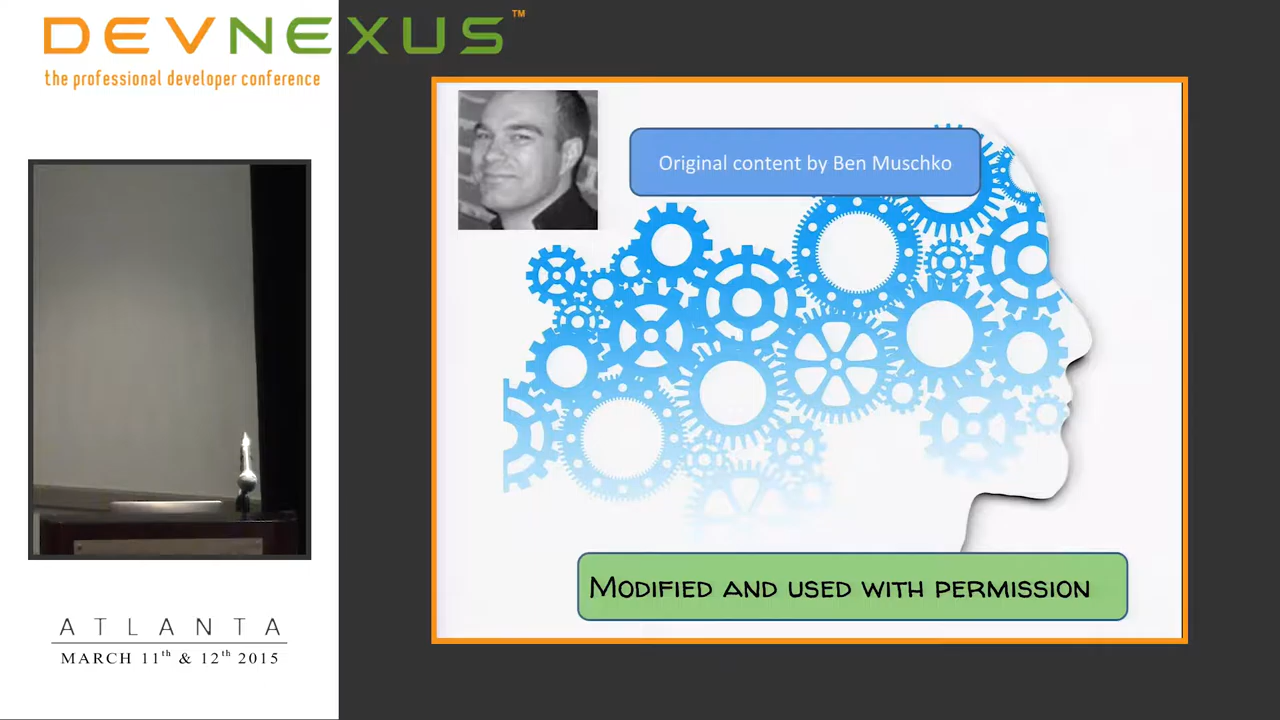 DEVNEXUS™
the professional developer conference
Original content by Ben Muschko
MODIFIED AND USED WITH PERMISSION
ATLANTA
MARCH 11th & 12th 2015